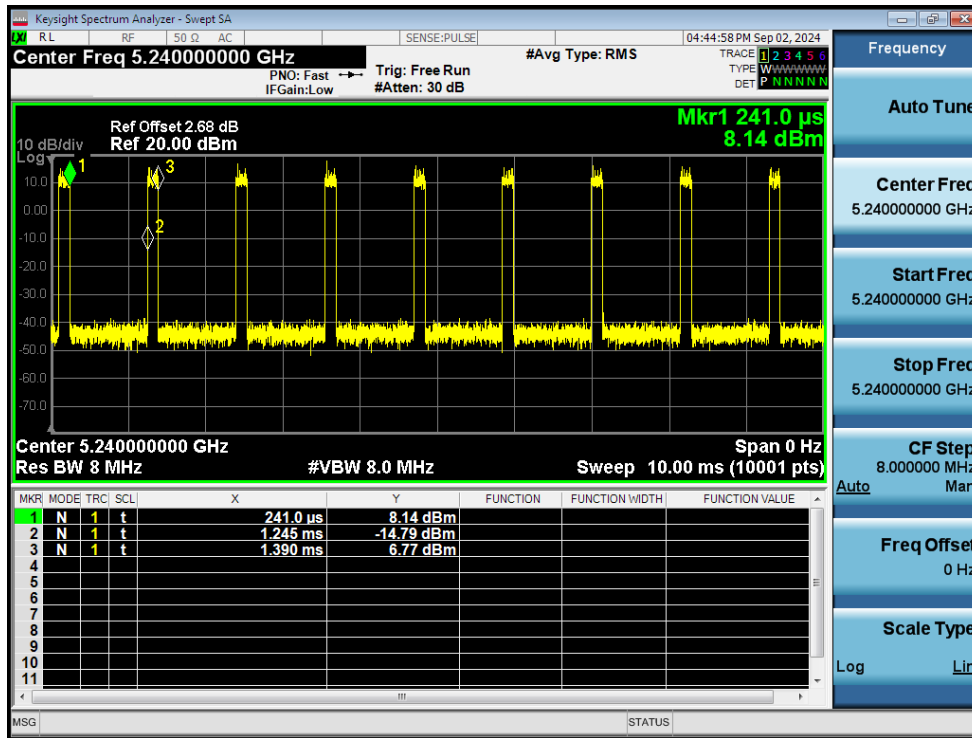 Keysight Spectrum Analyzer - Swept SA
LXI RL RF 50 Ω AC SENSE:PULSE 04:44:58 PM Sep 02, 2024
Center Freq 5.240000000 GHz #Avg Type: RMS TRACE 1 2 3 4 5 6
PNO: Fast Trig: Free Run TYPE WWWWWW
IFGain:Low #Atten: 30 dB DET P N N N N N
Mkr1 241.0 µs
8.14 dBm
Ref Offset 2.68 dB
10 dB/div Ref 20.00 dBm
Log
1
2
3
10.0
0.00
-10.0
-20.0
-30.0
-40.0
-50.0
-60.0
-70.0
Center 5.240000000 GHz Span 0 Hz
Res BW 8 MHz #VBW 8.0 MHz Sweep 10.00 ms (10001 pts)
MKR MODE TRC SCL X Y FUNCTION FUNCTION WIDTH FUNCTION VALUE
1 N 1 t 241.0 µs 8.14 dBm
2 N 1 t 1.245 ms -14.79 dBm
3 N 1 t 1.390 ms 6.77 dBm
4
5
6
7
8
9
10
11
MSG STATUS
Frequency
Auto Tune
Center Freq
5.240000000 GHz
Start Freq
5.240000000 GHz
Stop Freq
5.240000000 GHz
CF Step
8.000000 MHz
Auto Man
Freq Offset
0 Hz
Scale Type
Log Lin